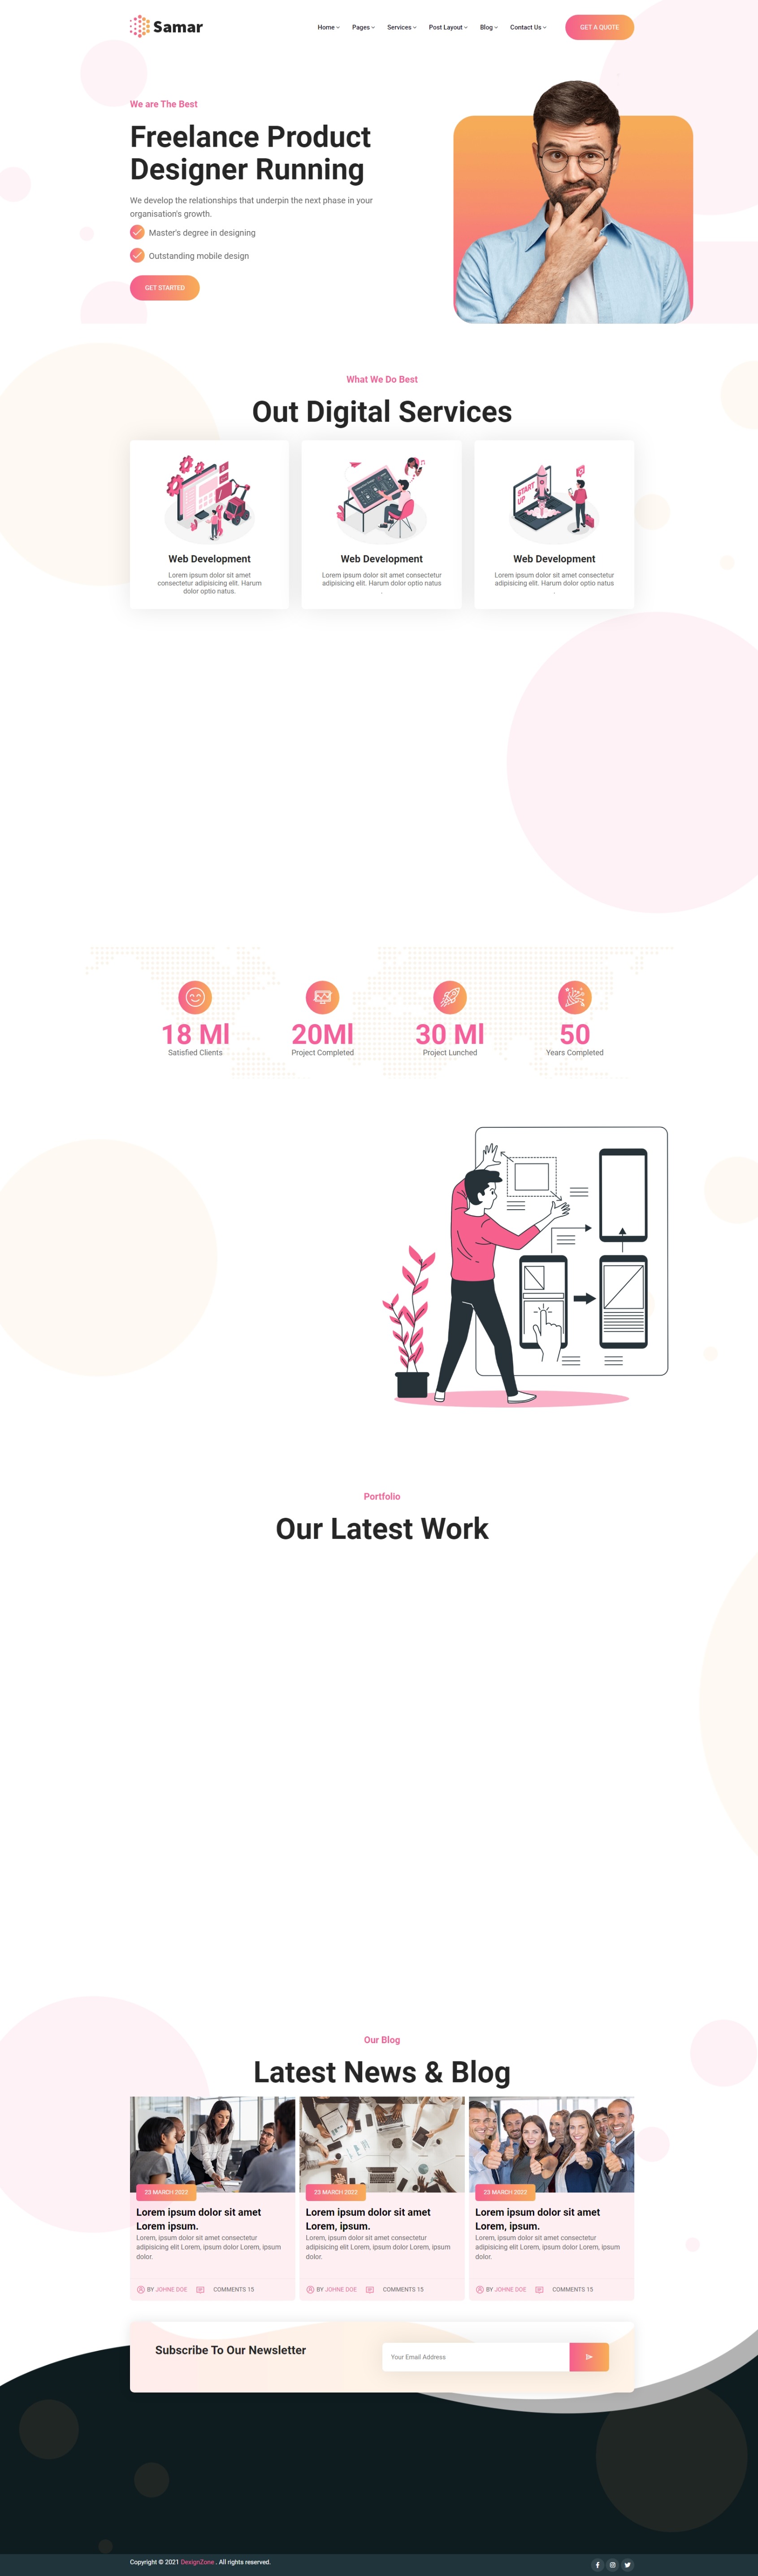 Samar
Home Pages Services Post Layout Blog Contact Us GET A QUOTE
We are The Best
Freelance Product
Designer Running
We develop the relationships that underpin the next phase in your
organisation's growth.
Master's degree in designing
Outstanding mobile design
GET STARTED
What We Do Best
Out Digital Services
START UP
Web Development
Lorem ipsum dolor sit amet
consectetur adipisicing elit. Harum
dolor optio natus.
Web Development
Lorem ipsum dolor sit amet consectetur
adipisicing elit. Harum dolor optio natus
.
Web Development
Lorem ipsum dolor sit amet consectetur
adipisicing elit. Harum dolor optio natus
.
18 Ml
Satisfied Clients
20Ml
Project Completed
30 Ml
Project Lunched
50
Years Completed
Portfolio
Our Latest Work
Our Blog
Latest News & Blog
23 MARCH 2022
Lorem ipsum dolor sit amet
Lorem ipsum.
Lorem ipsum dolor sit amet consectetur
adipisicing elit Lorem, ipsum dolor Lorem, ipsum
dolor.
BY JOHNE DOE COMMENTS 15
23 MARCH 2022
Lorem ipsum dolor sit amet
Lorem, ipsum.
Lorem, ipsum dolor sit amet consectetur
adipisicing elit Lorem, ipsum dolor Lorem, ipsum
dolor.
BY JOHNE DOE COMMENTS 15
23 MARCH 2022
Lorem ipsum dolor sit amet
Lorem, ipsum.
Lorem, ipsum dolor sit amet consectetur
adipisicing elit Lorem, ipsum dolor Lorem, ipsum
dolor.
BY JOHNE DOE COMMENTS 15
Subscribe To Our Newsletter
Your Email Address
Copyright © 2021 DexignZone . All rights reserved.